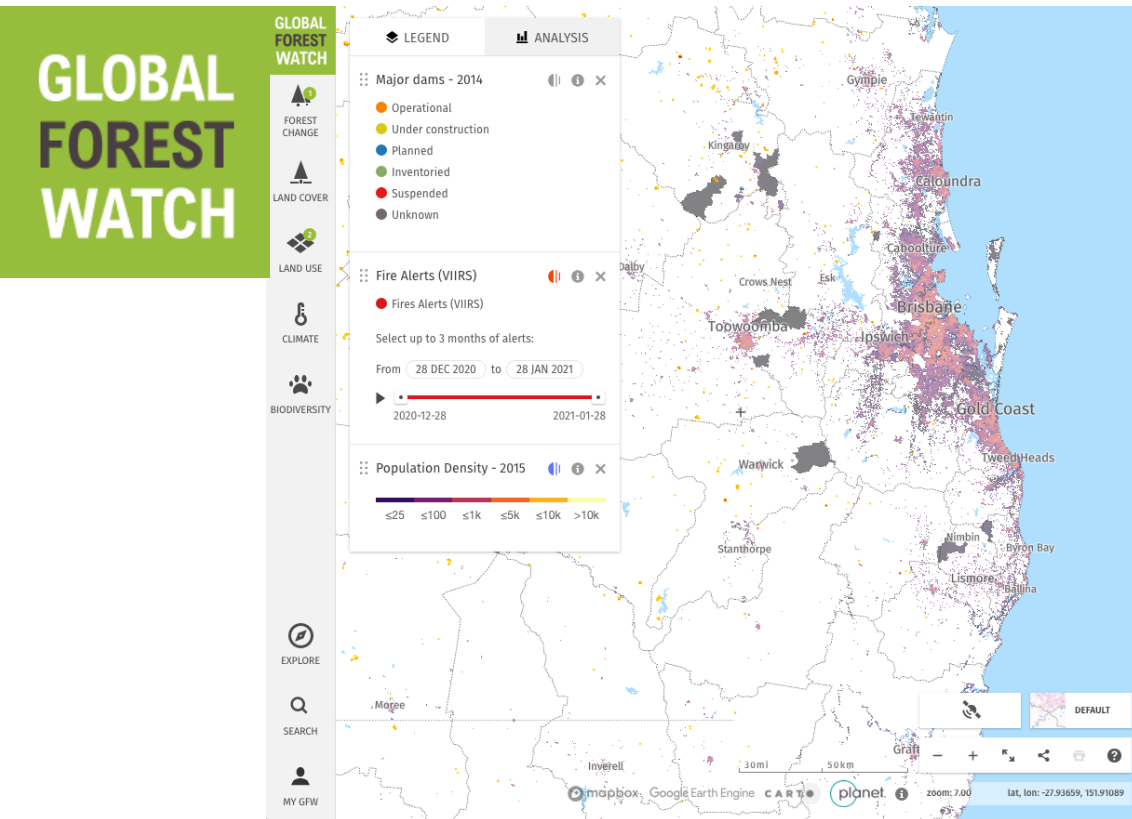 GLOBAL
FOREST
WATCH
GLOBAL
FOREST
WATCH
1
FOREST
CHANGE
LAND COVER
2
LAND USE
CLIMATE
BIODIVERSITY
EXPLORE
SEARCH
MY GFW
LEGEND
ANALYSIS
Major dams - 2014
Operational
Under construction
Planned
Inventoried
Suspended
Unknown
Fire Alerts (VIIRS)
Fires Alerts (VIIRS)
Select up to 3 months of alerts:
From 28 DEC 2020 to 28 JAN 2021
2020-12-28 2021-01-28
Population Density - 2015
≤25 ≤100 ≤1k ≤5k ≤10k >10k
Gympie
Tewantin
Kingaroy
Caloundra
Caboolture
Dalby
Crows Nest
Esk
Brisbane
Toowoomba
Ipswich
Gold Coast
Warwick
Tweed Heads
Nimbin
Stanthorpe
Byron Bay
Lismore
Ballina
Moree
DEFAULT
Graft
Inverell
30mi 50km
mapbox Google Earth Engine CARTO planet.
zoom: 7.00
lat, lon: -27.93659, 151.91089